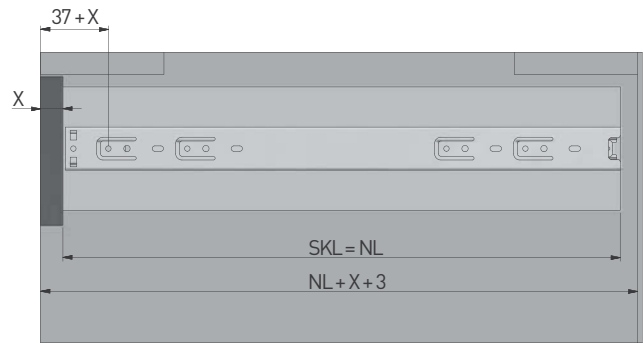 37 + X
X
SKL = NL
NL + X + 3